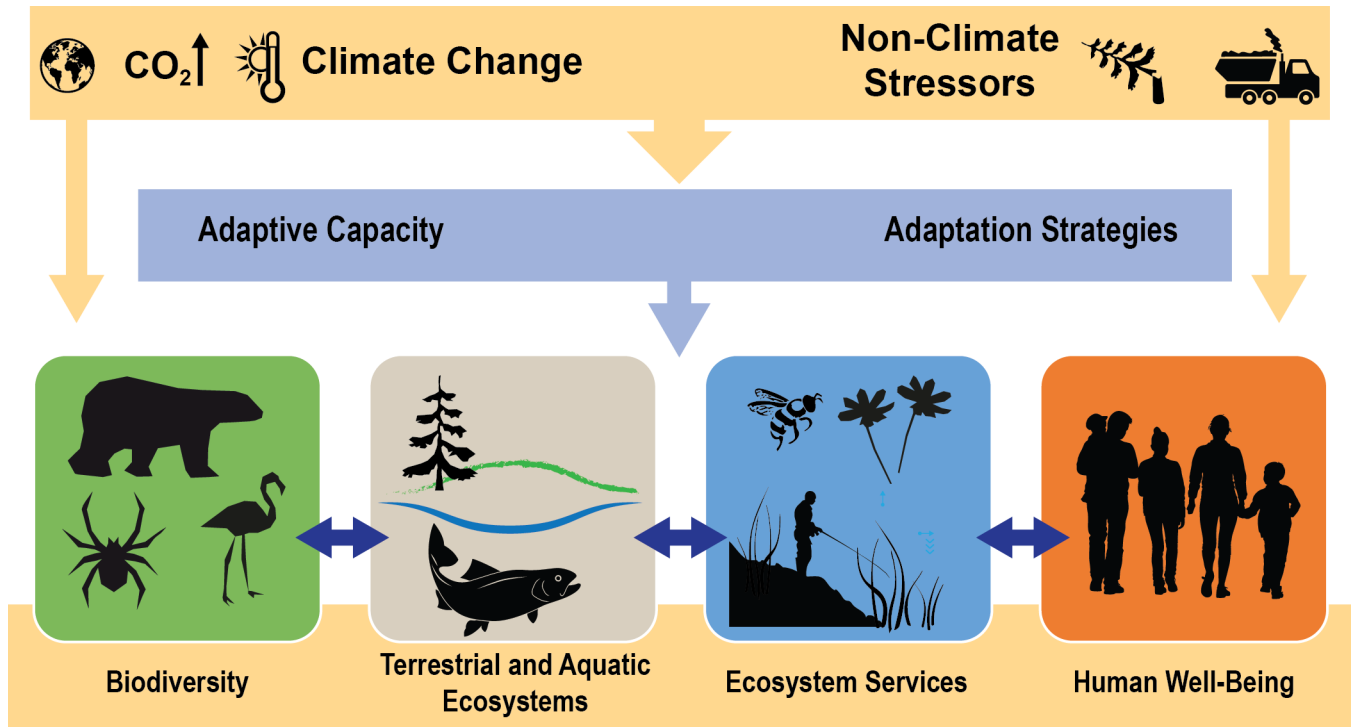 CO₂ Climate Change
Non-Climate
Stressors
Adaptive Capacity
Adaptation Strategies
Biodiversity
Terrestrial and Aquatic
Ecosystems
Ecosystem Services
Human Well-Being